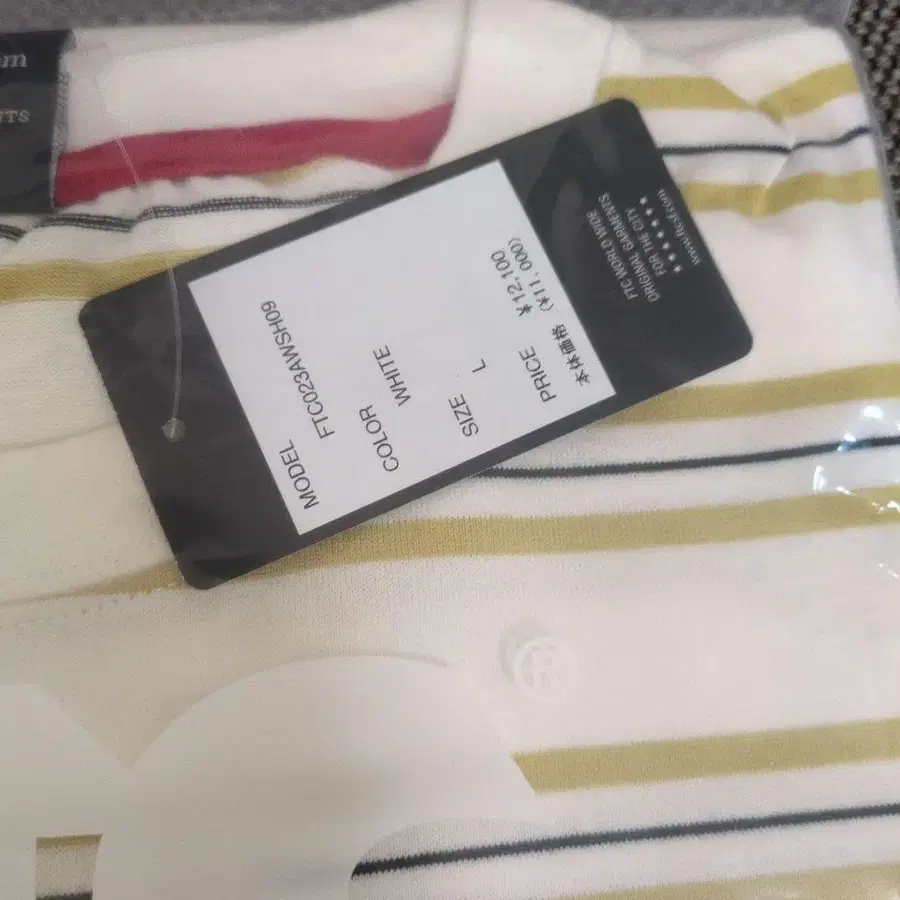 MODEL
FTC023AWSH09
COLOR
WHITE
SIZE
L
PRICE ¥12,100
本体価格 (¥11,000)
FTC WORLD WIDE
ORIGINAL GARMENTS
FOR THE CITY
★★★★★★★
www.ftcsf.com
®